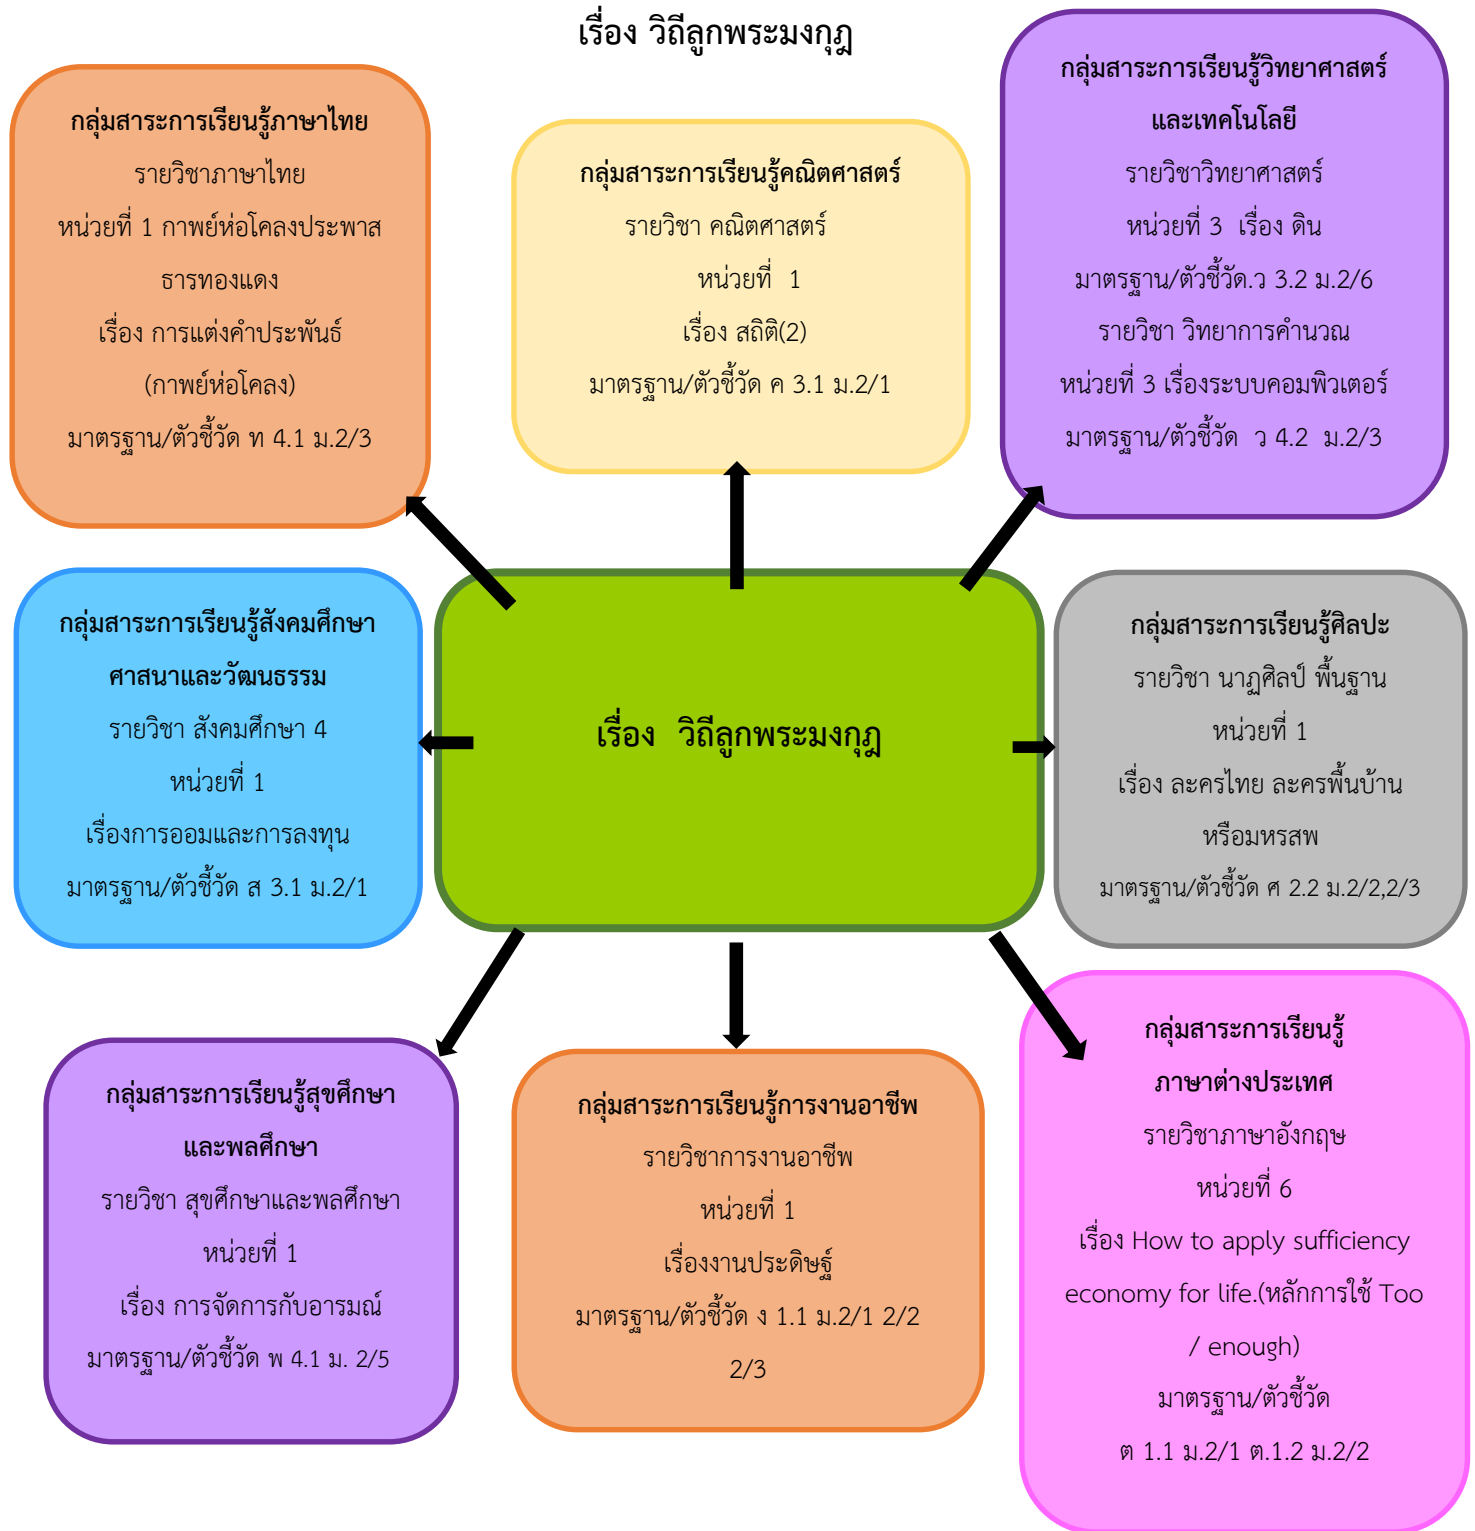 เรื่อง วิถีลูกพระมงกุฎ
กลุ่มสาระการเรียนรู้ภาษาไทย
รายวิชาภาษาไทย
หน่วยที่ 1 กาพย์ห่อโคลงประพาส
ธารทองแดง
เรื่อง การแต่งคำประพันธ์
(กาพย์ห่อโคลง)
มาตรฐาน/ตัวชี้วัด ท 4.1 ม.2/3
กลุ่มสาระการเรียนรู้คณิตศาสตร์
รายวิชา คณิตศาสตร์
หน่วยที่ 1
เรื่อง สถิติ(2)
มาตรฐาน/ตัวชี้วัด ค 3.1 ม.2/1
กลุ่มสาระการเรียนรู้วิทยาศาสตร์
และเทคโนโลยี
รายวิชาวิทยาศาสตร์
หน่วยที่ 3 เรื่อง ดิน
มาตรฐาน/ตัวชี้วัด.ว 3.2 ม.2/6
รายวิชา วิทยาการคำนวณ
หน่วยที่ 3 เรื่องระบบคอมพิวเตอร์
มาตรฐาน/ตัวชี้วัด ว 4.2 ม.2/3
กลุ่มสาระการเรียนรู้สังคมศึกษา
ศาสนาและวัฒนธรรม
รายวิชา สังคมศึกษา 4
หน่วยที่ 1
เรื่องการออมและการลงทุน
มาตรฐาน/ตัวชี้วัด ส 3.1 ม.2/1
เรื่อง วิถีลูกพระมงกุฎ
กลุ่มสาระการเรียนรู้ศิลปะ
รายวิชา นาฏศิลป์ พื้นฐาน
หน่วยที่ 1
เรื่อง ละครไทย ละครพื้นบ้าน
หรือมหรสพ
มาตรฐาน/ตัวชี้วัด ศ 2.2 ม.2/2,2/3
กลุ่มสาระการเรียนรู้สุขศึกษา
และพลศึกษา
รายวิชา สุขศึกษาและพลศึกษา
หน่วยที่ 1
เรื่อง การจัดการกับอารมณ์
มาตรฐาน/ตัวชี้วัด พ 4.1 ม. 2/5
กลุ่มสาระการเรียนรู้การงานอาชีพ
รายวิชาการงานอาชีพ
หน่วยที่ 1
เรื่องงานประดิษฐ์
มาตรฐาน/ตัวชี้วัด ง 1.1 ม.2/1 2/2
2/3
กลุ่มสาระการเรียนรู้
ภาษาต่างประเทศ
รายวิชาภาษาอังกฤษ
หน่วยที่ 6
เรื่อง How to apply sufficiency
economy for life.(หลักการใช้ Too
/ enough)
มาตรฐาน/ตัวชี้วัด
ต 1.1 ม.2/1 ต.1.2 ม.2/2